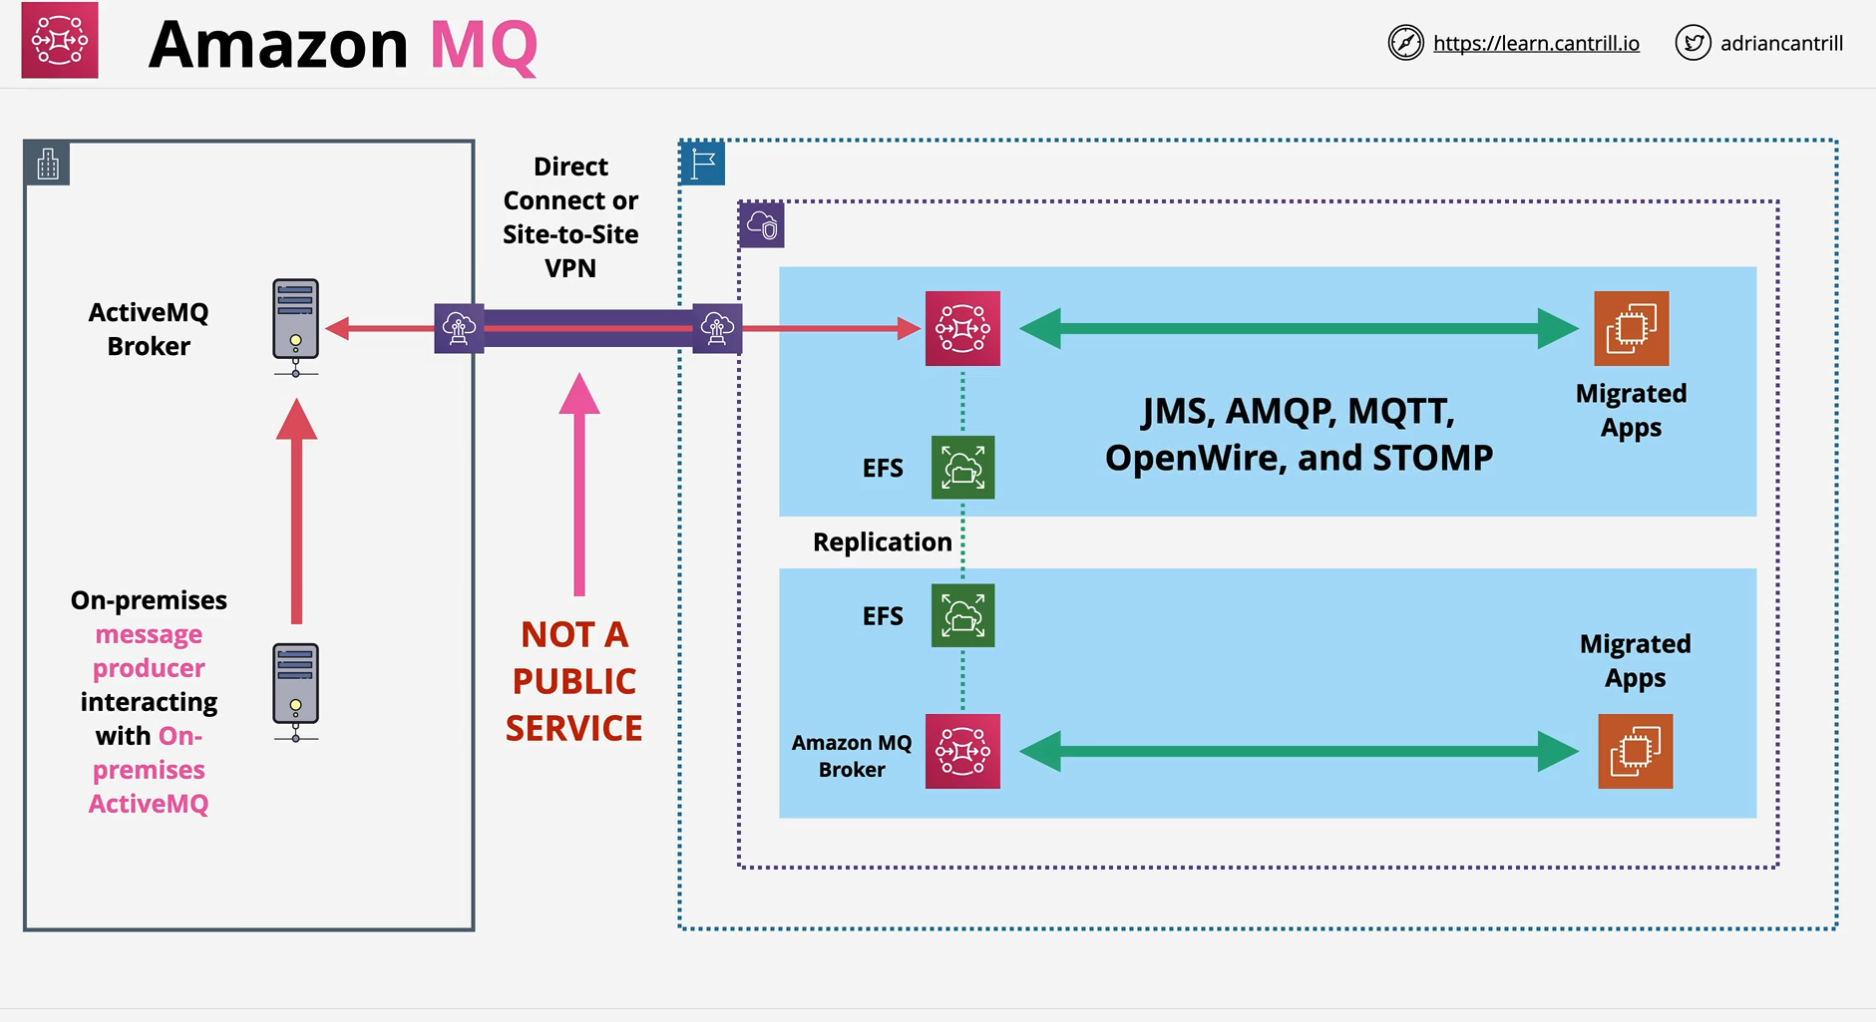 Amazon MQ
https://learn.cantrill.io
adriancantrill
Direct
Connect or
Site-to-Site
VPN
ActiveMQ
Broker
On-premises
message
producer
interacting
with On-
premises
ActiveMQ
NOT A
PUBLIC
SERVICE
Migrated
Apps
JMS, AMQP, MQTT,
OpenWire, and STOMP
EFS
Replication
EFS
Amazon MQ
Broker
Migrated
Apps